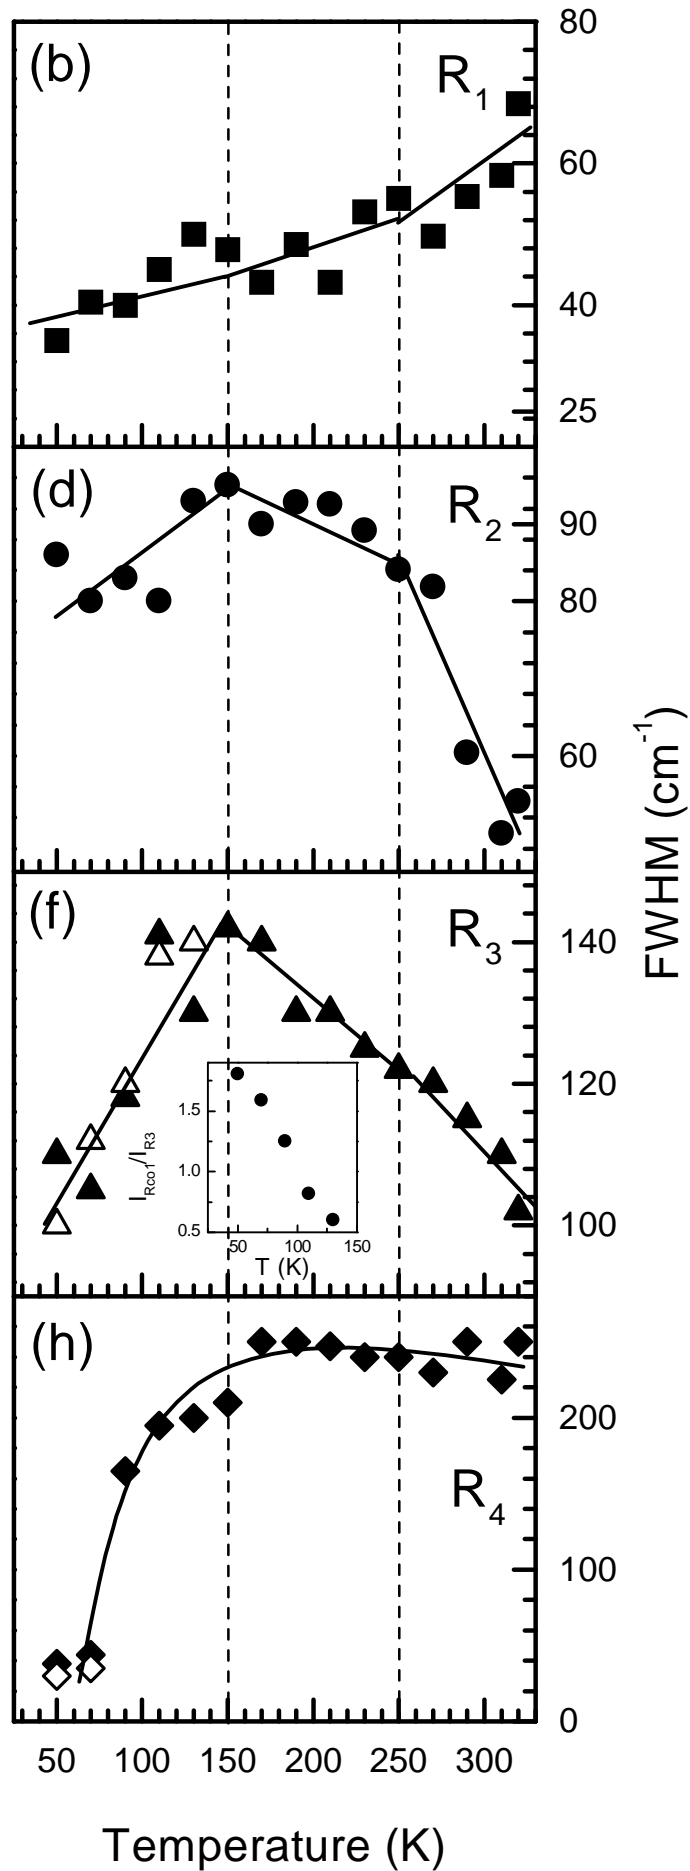 80
(b)
R1
60
40
25
(d)
R2
90
80
60
FWHM (cm-1)
(f)
R3
140
120
100
IRco1/IR3
1.5
1.0
0.5
50 100 150
T (K)
(h)
200
R4
100
0
50 100 150 200 250 300
Temperature (K)